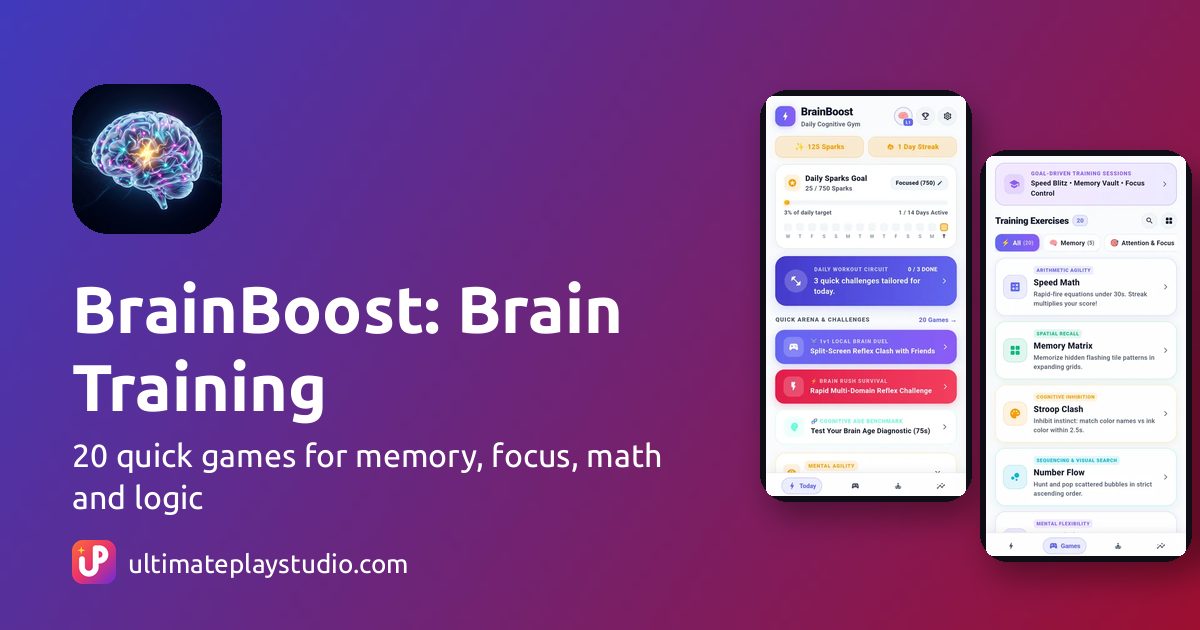 BrainBoost: Brain
Training
20 quick games for memory, focus, math
and logic
UP
ultimateplaystudio.com
BrainBoost
Daily Cognitive Gym
L1
✨ 125 Sparks
🔥 1 Day Streak
Daily Sparks Goal
25 / 750 Sparks
Focused (750)
3% of daily target
1 / 14 Days Active
W T F S S M T W T F S S M T
DAILY WORKOUT CIRCUIT
0 / 3 DONE
3 quick challenges tailored for
today.
QUICK ARENA & CHALLENGES
20 Games →
⚔ 1v1 LOCAL BRAIN DUEL
Split-Screen Reflex Clash with Friends
⚡ BRAIN RUSH SURVIVAL
Rapid Multi-Domain Reflex Challenge
COGNITIVE AGE BENCHMARK
Test Your Brain Age Diagnostic (75s)
MENTAL AGILITY
Today
GOAL-DRIVEN TRAINING SESSIONS
Speed Blitz • Memory Vault • Focus
Control
Training Exercises 20
⚡ All (20)
🧠 Memory (5)
🎯 Attention & Focus
ARITHMETIC AGILITY
Speed Math
Rapid-fire equations under 30s. Streak
multiplies your score!
SPATIAL RECALL
Memory Matrix
Memorize hidden flashing tile patterns in
expanding grids.
COGNITIVE INHIBITION
Stroop Clash
Inhibit instinct: match color names vs ink
color within 2.5s.
SEQUENCING & VISUAL SEARCH
Number Flow
Hunt and pop scattered bubbles in strict
ascending order.
MENTAL FLEXIBILITY
Games